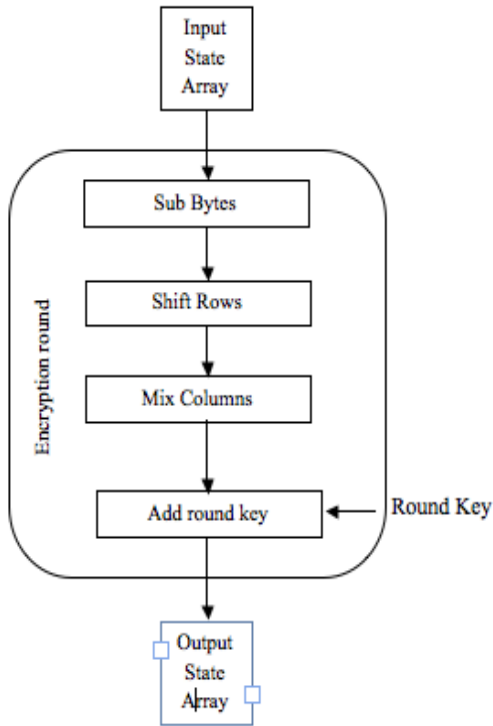 Input
State
Array
Sub Bytes
Shift Rows
Mix Columns
Encryption round
Add round key
Round Key
Output
State
Array